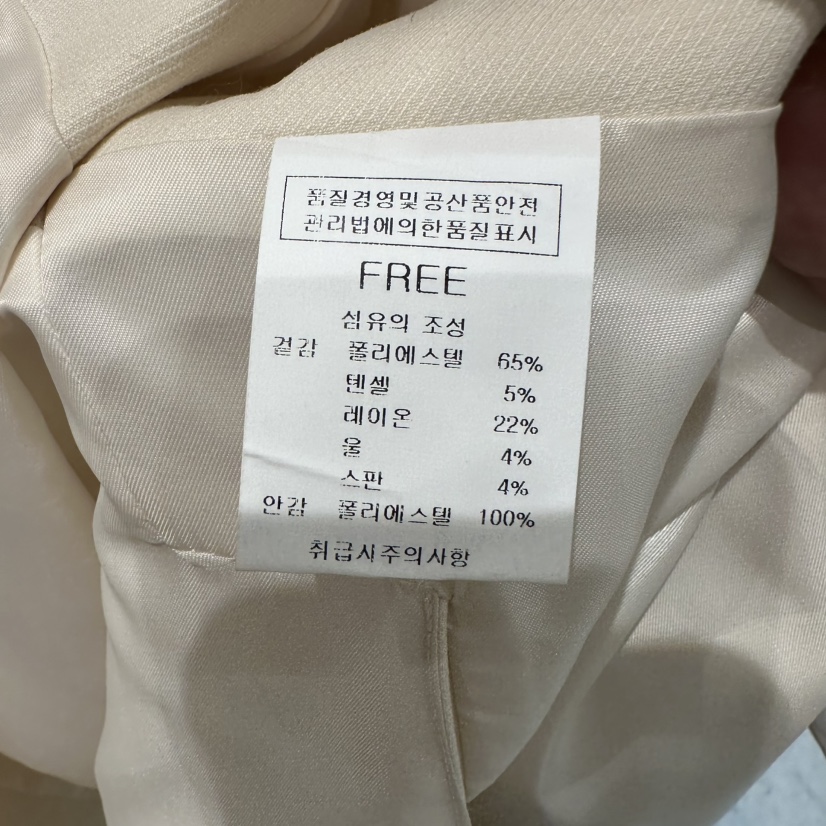 품질경영및공산품안전
관리법에의한품질표시
FREE
섬유의 조성
겉감 폴리에스텔 65%
텐셀 5%
레이온 22%
울 4%
스판 4%
안감 폴리에스텔 100%
취급시주의사항